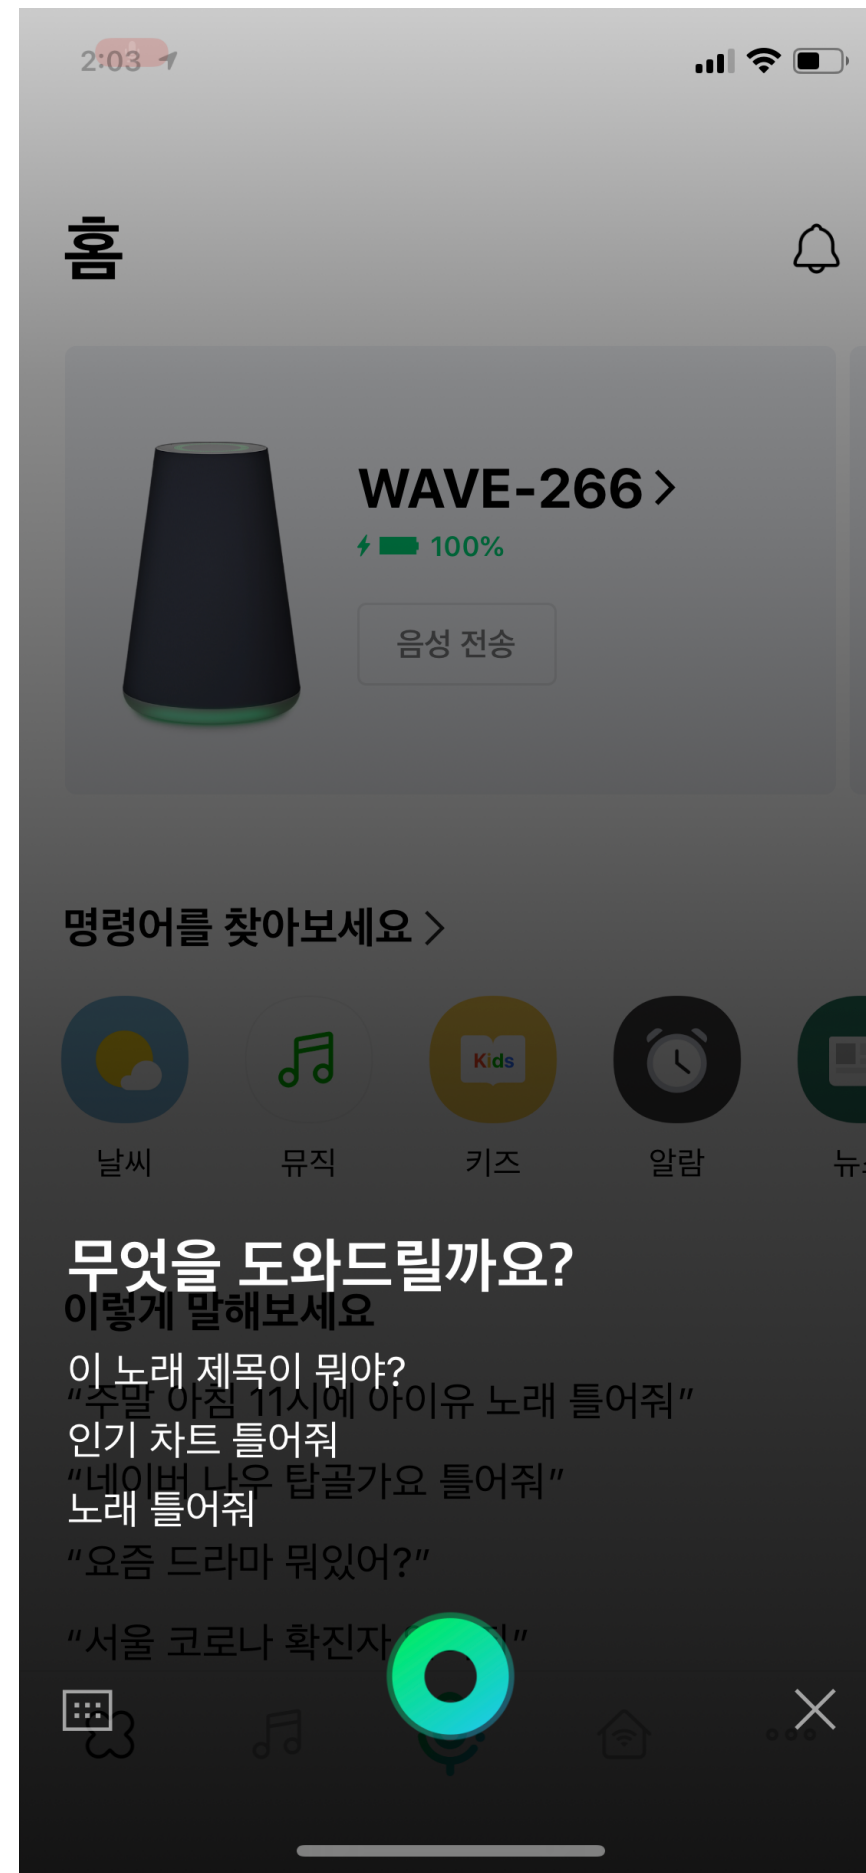 2:03
홈
WAVE-266
100%
음성 전송
명령어를 찾아보세요
Kids
날씨 뮤직 키즈 알람
무엇을 도와드릴까요?
이렇게 말해보세요
이 노래 제목이 뭐야?
“주말 아침 11시에 아이유 노래 틀어줘”
인기 차트 틀어줘
“네이버 나우 탑골가요 틀어줘”
노래 틀어줘
“요즘 드라마 뭐있어?”
“서울 코로나 확진자